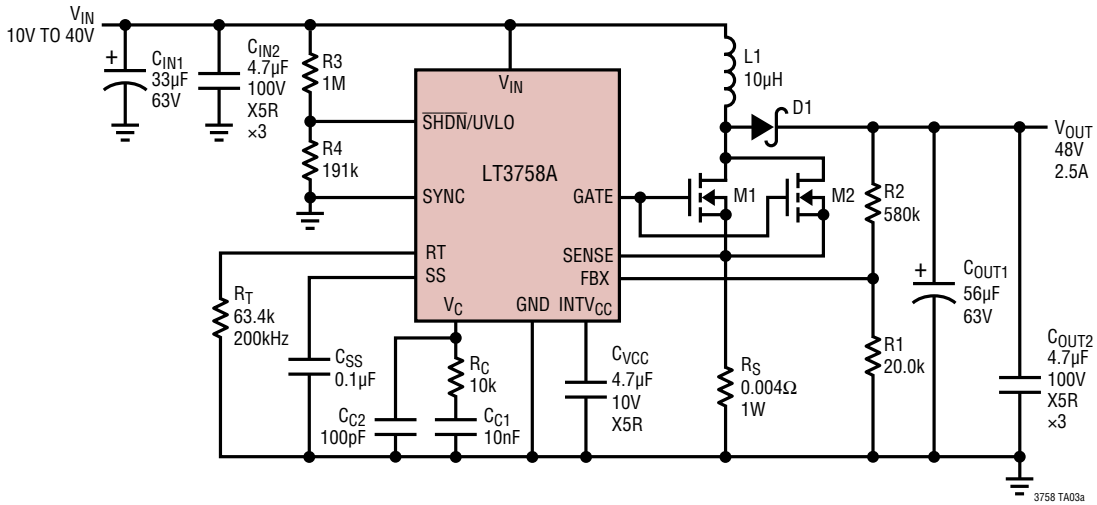 VIN
10V TO 40V
+
CIN1
33µF
63V
CIN2
4.7µF
100V
X5R
×3
R3
1M
R4
191k
VIN
SHDN/UVLO
LT3758A
SYNC
GATE
RT
SS
SENSE
FBX
VC
GND
INTVCC
L1
10µH
D1
M1
M2
VOUT
48V
2.5A
R2
580k
+
COUT1
56µF
63V
R1
20.0k
COUT2
4.7µF
100V
X5R
×3
RT
63.4k
200kHz
CSS
0.1µF
RC
10k
CC2
100pF
CC1
10nF
CVCC
4.7µF
10V
X5R
RS
0.004Ω
1W
3758 TA03a